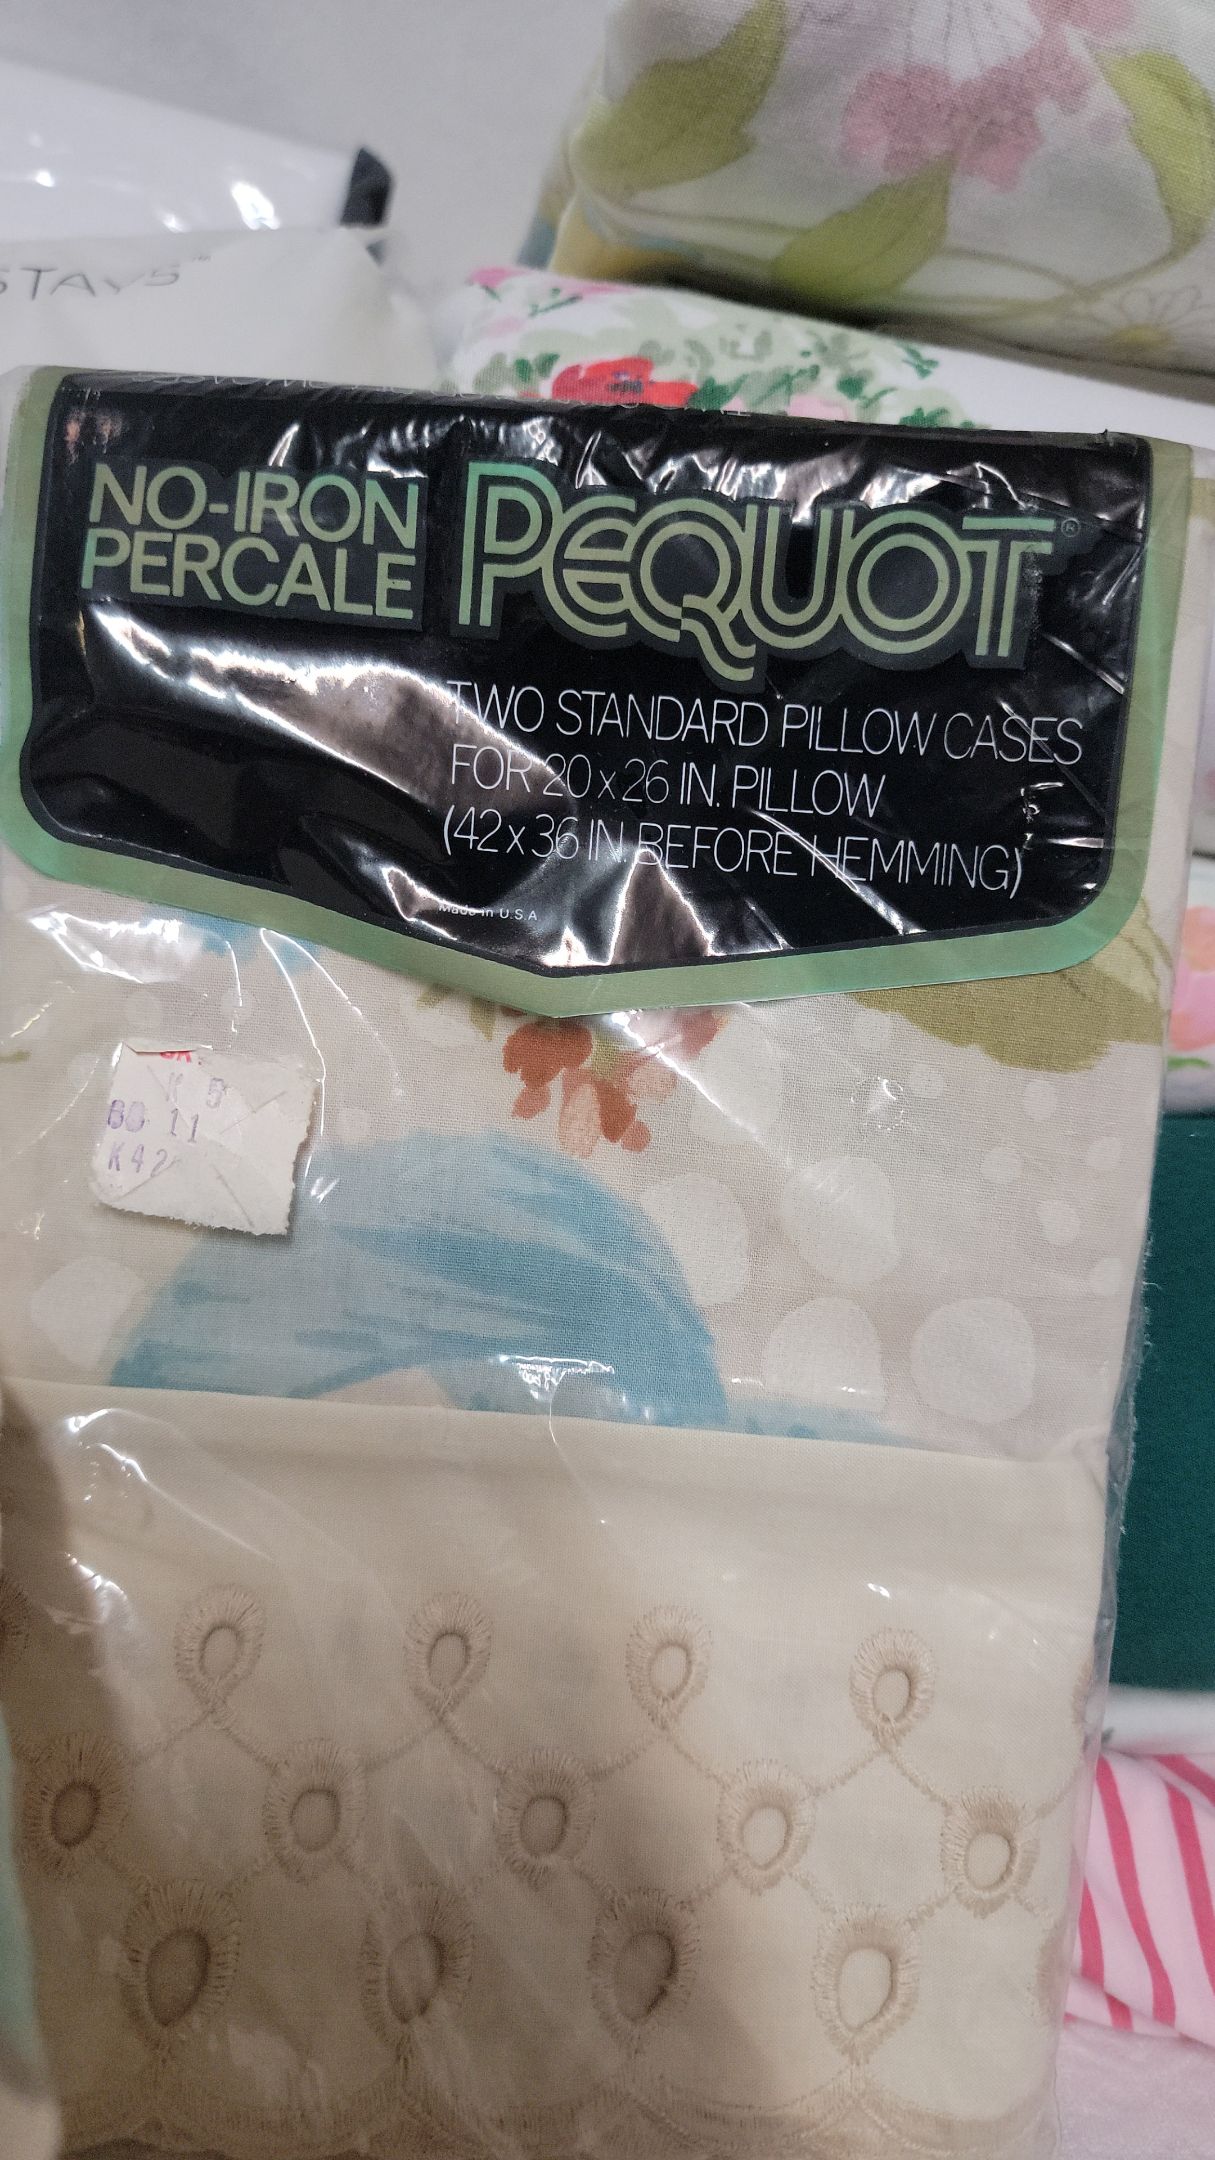 STAYS
NO-IRON
PERCALE
PEQUOT®
TWO STANDARD PILLOW CASES
FOR 20 x 26 IN. PILLOW
(42 x 36 IN. BEFORE HEMMING)
Made in U.S.A
K 5
11
K42